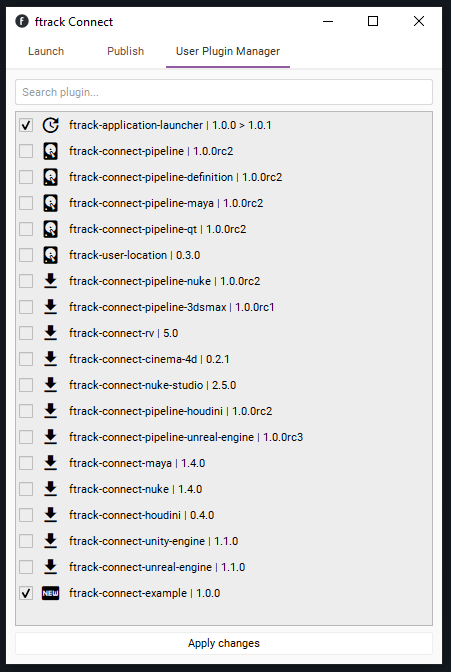 f ftrack Connect
Launch Publish User Plugin Manager
Search plugin...
ftrack-application-launcher | 1.0.0 > 1.0.1
ftrack-connect-pipeline | 1.0.0rc2
ftrack-connect-pipeline-definition | 1.0.0rc2
ftrack-connect-pipeline-maya | 1.0.0rc2
ftrack-connect-pipeline-qt | 1.0.0rc2
ftrack-user-location | 0.3.0
ftrack-connect-pipeline-nuke | 1.0.0rc2
ftrack-connect-pipeline-3dsmax | 1.0.0rc1
ftrack-connect-rv | 5.0
ftrack-connect-cinema-4d | 0.2.1
ftrack-connect-nuke-studio | 2.5.0
ftrack-connect-pipeline-houdini | 1.0.0rc2
ftrack-connect-pipeline-unreal-engine | 1.0.0rc3
ftrack-connect-maya | 1.4.0
ftrack-connect-nuke | 1.4.0
ftrack-connect-houdini | 0.4.0
ftrack-connect-unity-engine | 1.1.0
ftrack-connect-unreal-engine | 1.1.0
NEW ftrack-connect-example | 1.0.0
Apply changes